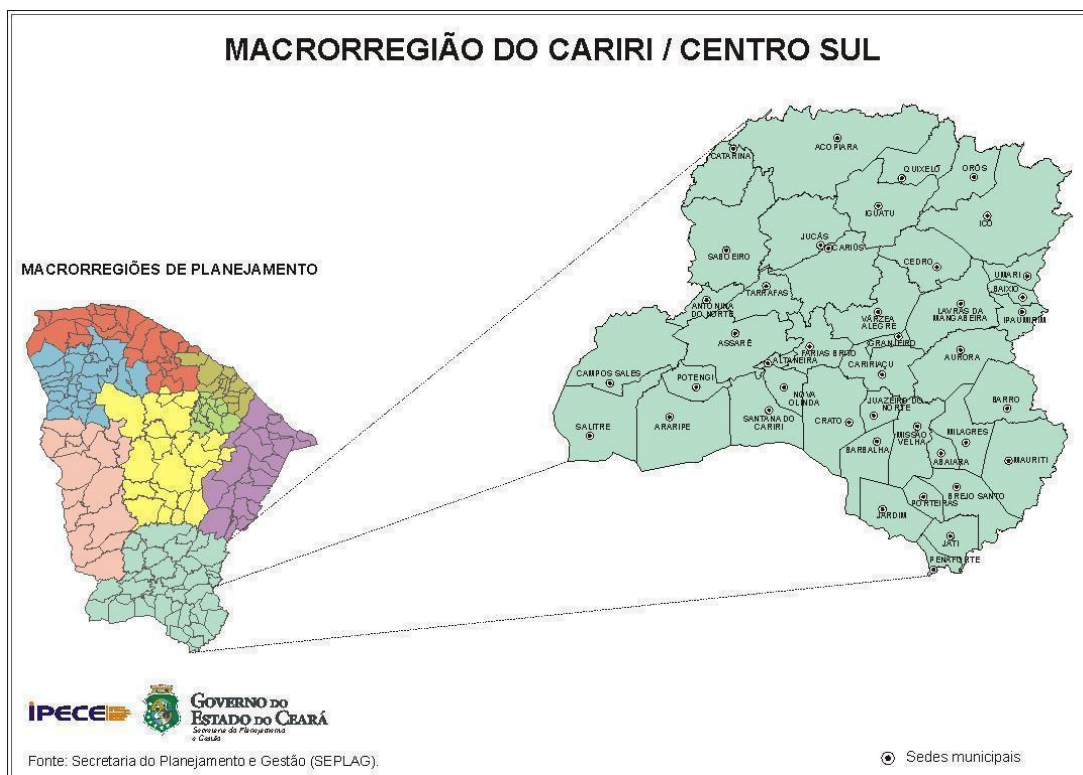 MACRORREGIÃO DO CARIRI / CENTRO SUL
CATARINA
ACOPIARA
QUIXELÔ
ORÓS
IGUATU
ICÓ
JUCÁS
CARIÚS
SABOEIRO
CEDRO
UMARI
BAIXIO
IPAUMIRIM
TARRAFAS
ANTONINA
DO NORTE
VÁRZEA
ALEGRE
LAVRAS DA
MANGABEIRA
GRANJEIRO
ASSARÉ
FARIAS BRITO
AURORA
ALTANEIRA
CARIRIAÇU
CAMPOS SALES
POTENGI
NOVA
OLINDA
JUAZEIRO DO
NORTE
BARRO
SALITRE
ARARIPE
SANTANA DO
CARIRI
CRATO
MISSÃO
VELHA
MILAGRES
BARBALHA
ABAIARA
MAURITI
PORTEIRAS
BREJO SANTO
JARDIM
JATI
PENAFORTE
MACRORREGIÕES DE PLANEJAMENTO
IPECE
GOVERNO DO
ESTADO DO CEARÁ
Secretaria do Planejamento
e Gestão
Fonte: Secretaria do Planejamento e Gestão (SEPLAG).
Sedes municipais